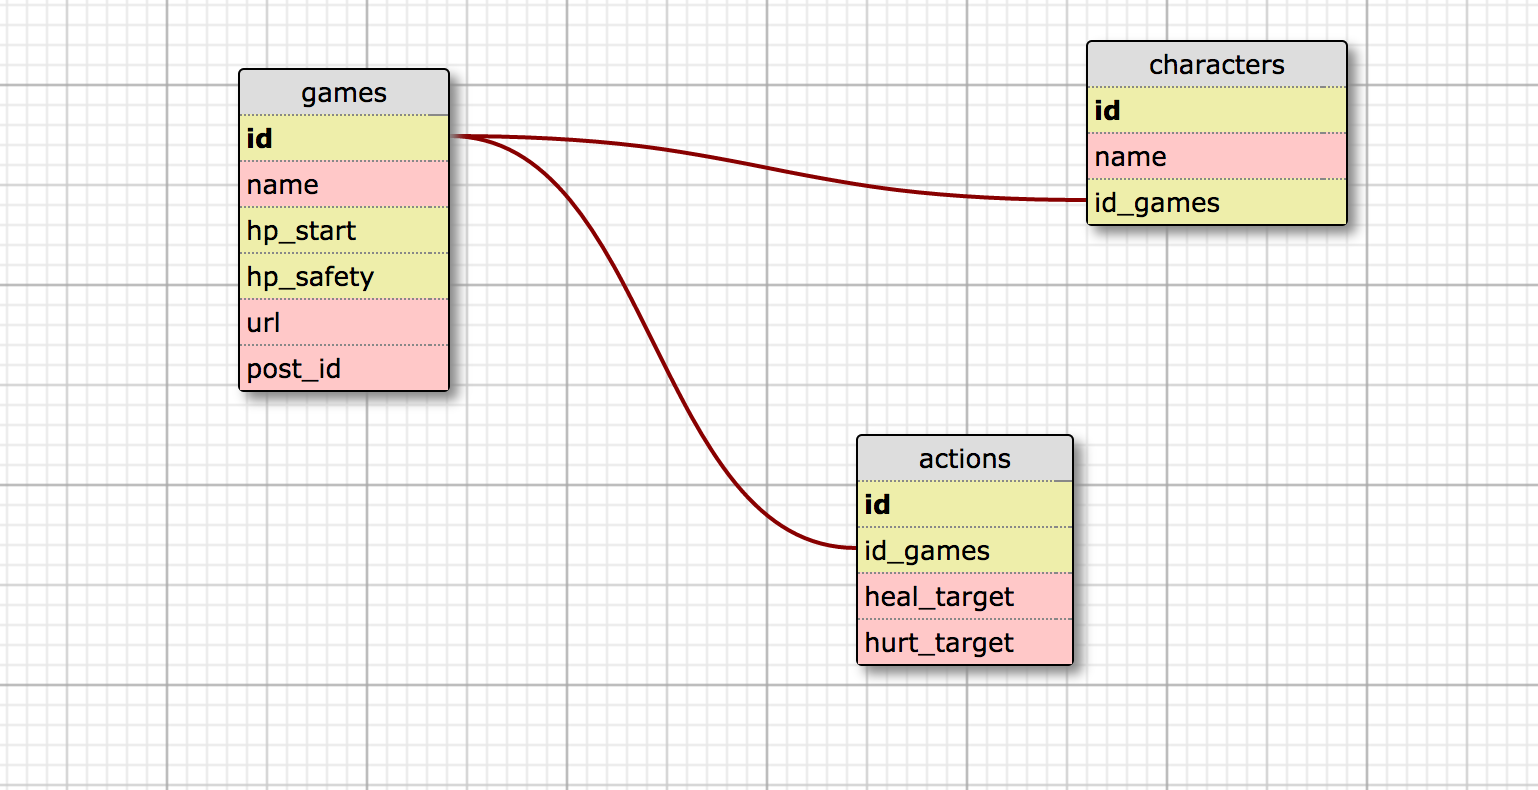 games
id
name
hp_start
hp_safety
url
post_id
characters
id
name
id_games
actions
id
id_games
heal_target
hurt_target